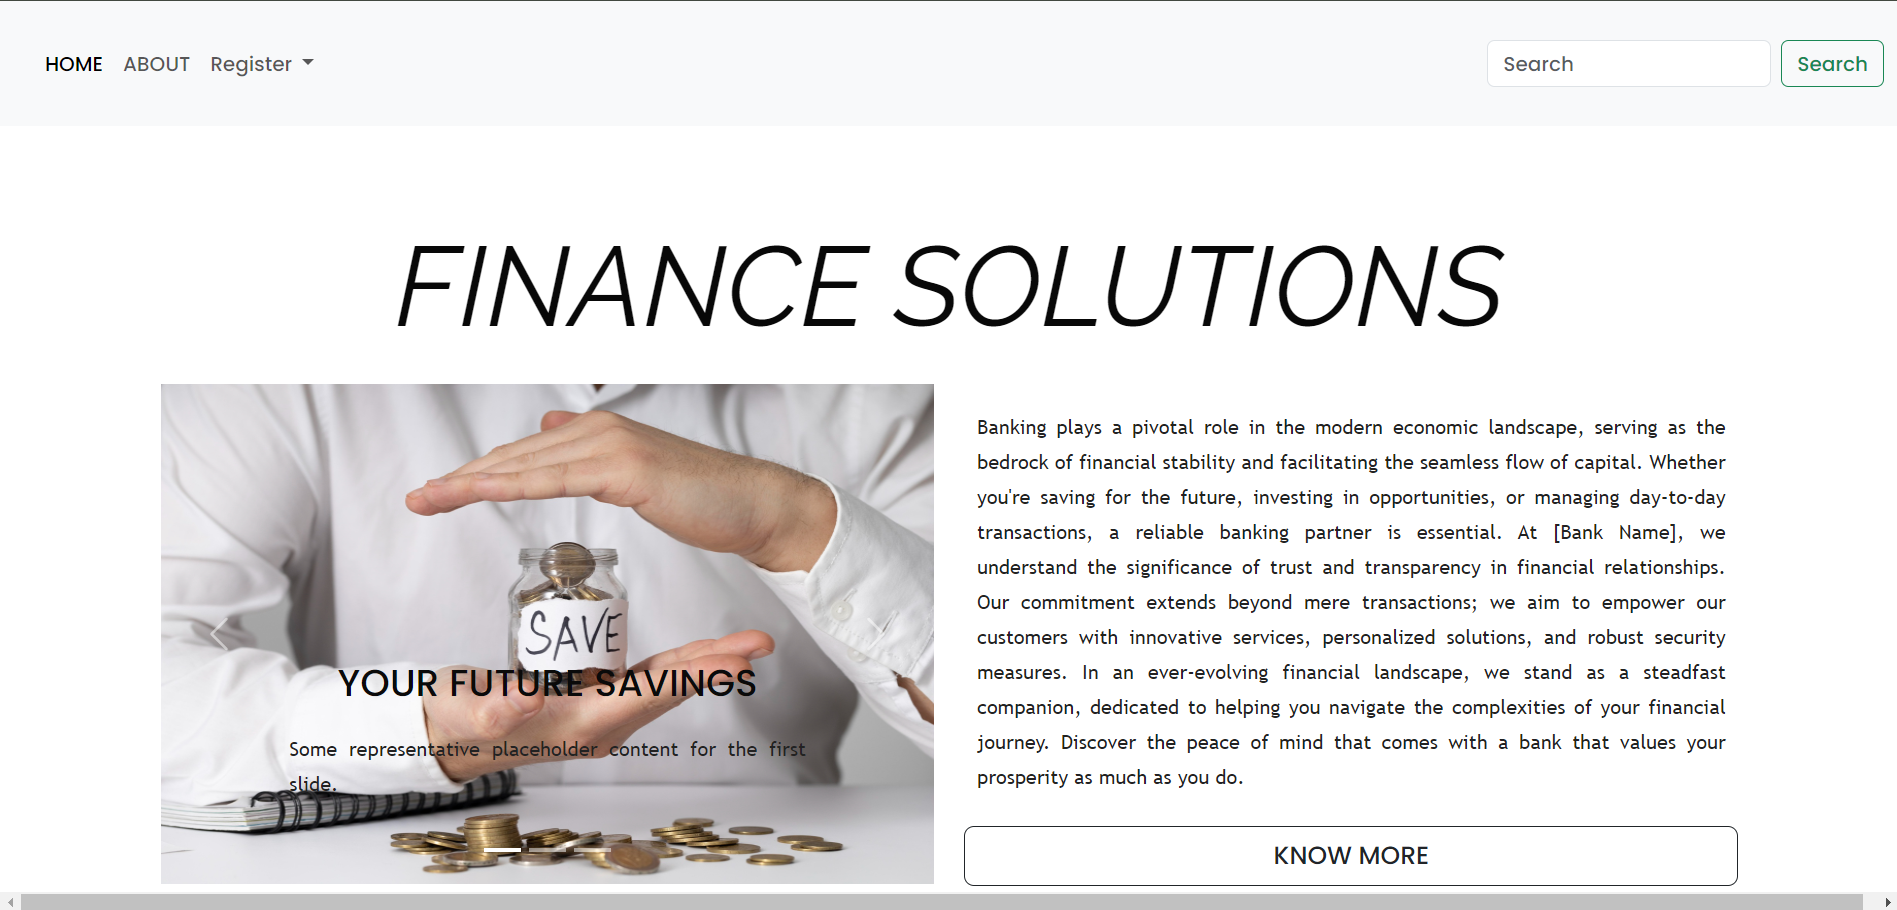 HOME ABOUT Register Search Search
FINANCE SOLUTIONS
SAVE
YOUR FUTURE SAVINGS
Some representative placeholder content for the first
slide.
Banking plays a pivotal role in the modern economic landscape, serving as the
bedrock of financial stability and facilitating the seamless flow of capital. Whether
you're saving for the future, investing in opportunities, or managing day-to-day
transactions, a reliable banking partner is essential. At [Bank Name], we
understand the significance of trust and transparency in financial relationships.
Our commitment extends beyond mere transactions; we aim to empower our
customers with innovative services, personalized solutions, and robust security
measures. In an ever-evolving financial landscape, we stand as a steadfast
companion, dedicated to helping you navigate the complexities of your financial
journey. Discover the peace of mind that comes with a bank that values your
prosperity as much as you do.
KNOW MORE